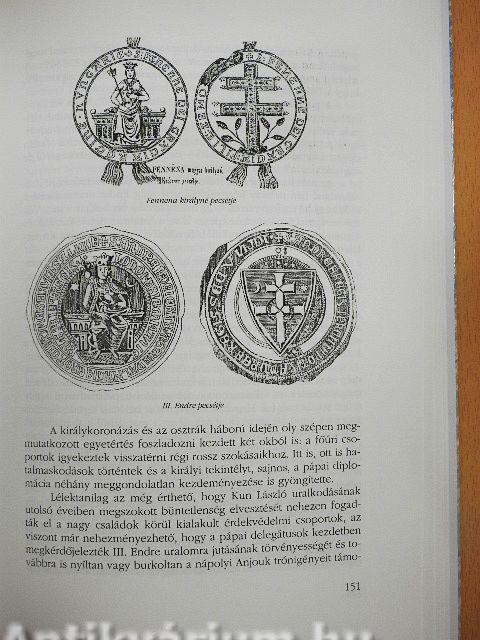 FENNENA magyar királyné.
Fennena királyné pecsétje
III. Endre pecsétje
A királykoronázás és az osztrák háború idején oly szépen meg-
mutatkozott egyetértés foszladozni kezdett két okból is: a főúri cso-
portok igyekeztek visszatérni régi rossz szokásaikhoz. Itt is, ott is ha-
talmaskodások történtek és a királyi tekintélyt, sajnos, a pápai diplo-
mácia néhány meggondolatlan kezdeményezése is gyöngítette.
Lélektanilag az még érthető, hogy Kun László uralkodásának
utolsó éveiben megszokott büntetlenség elvesztését nehezen fogad-
ták el a nagy családok körül kialakult érdekvédelmi csoportok, az
viszont már nehezményezhető, hogy a pápai delegátusok kezdetben
megkérdőjelezték III. Endre uralomra jutásának törvényességét és to-
vábbra is nyíltan vagy burkoltan a nápolyi Anjouk trónigényeit támo-
151
Antikvárium.hu